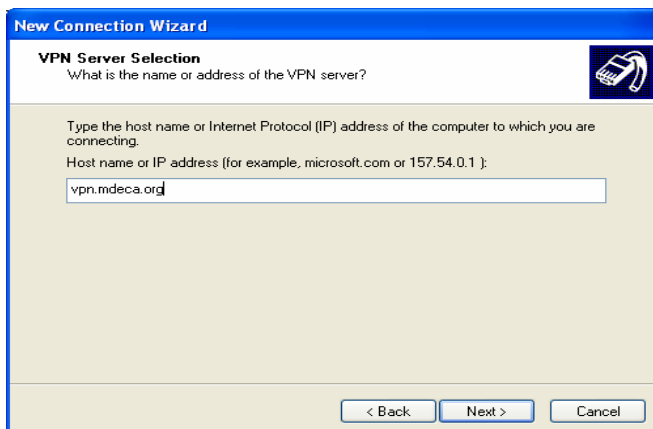 New Connection Wizard
VPN Server Selection
What is the name or address of the VPN server?
Type the host name or Internet Protocol (IP) address of the computer to which you are
connecting.
Host name or IP address (for example, microsoft.com or 157.54.0.1 ):
vpn.mdeca.org
< Back Next > Cancel